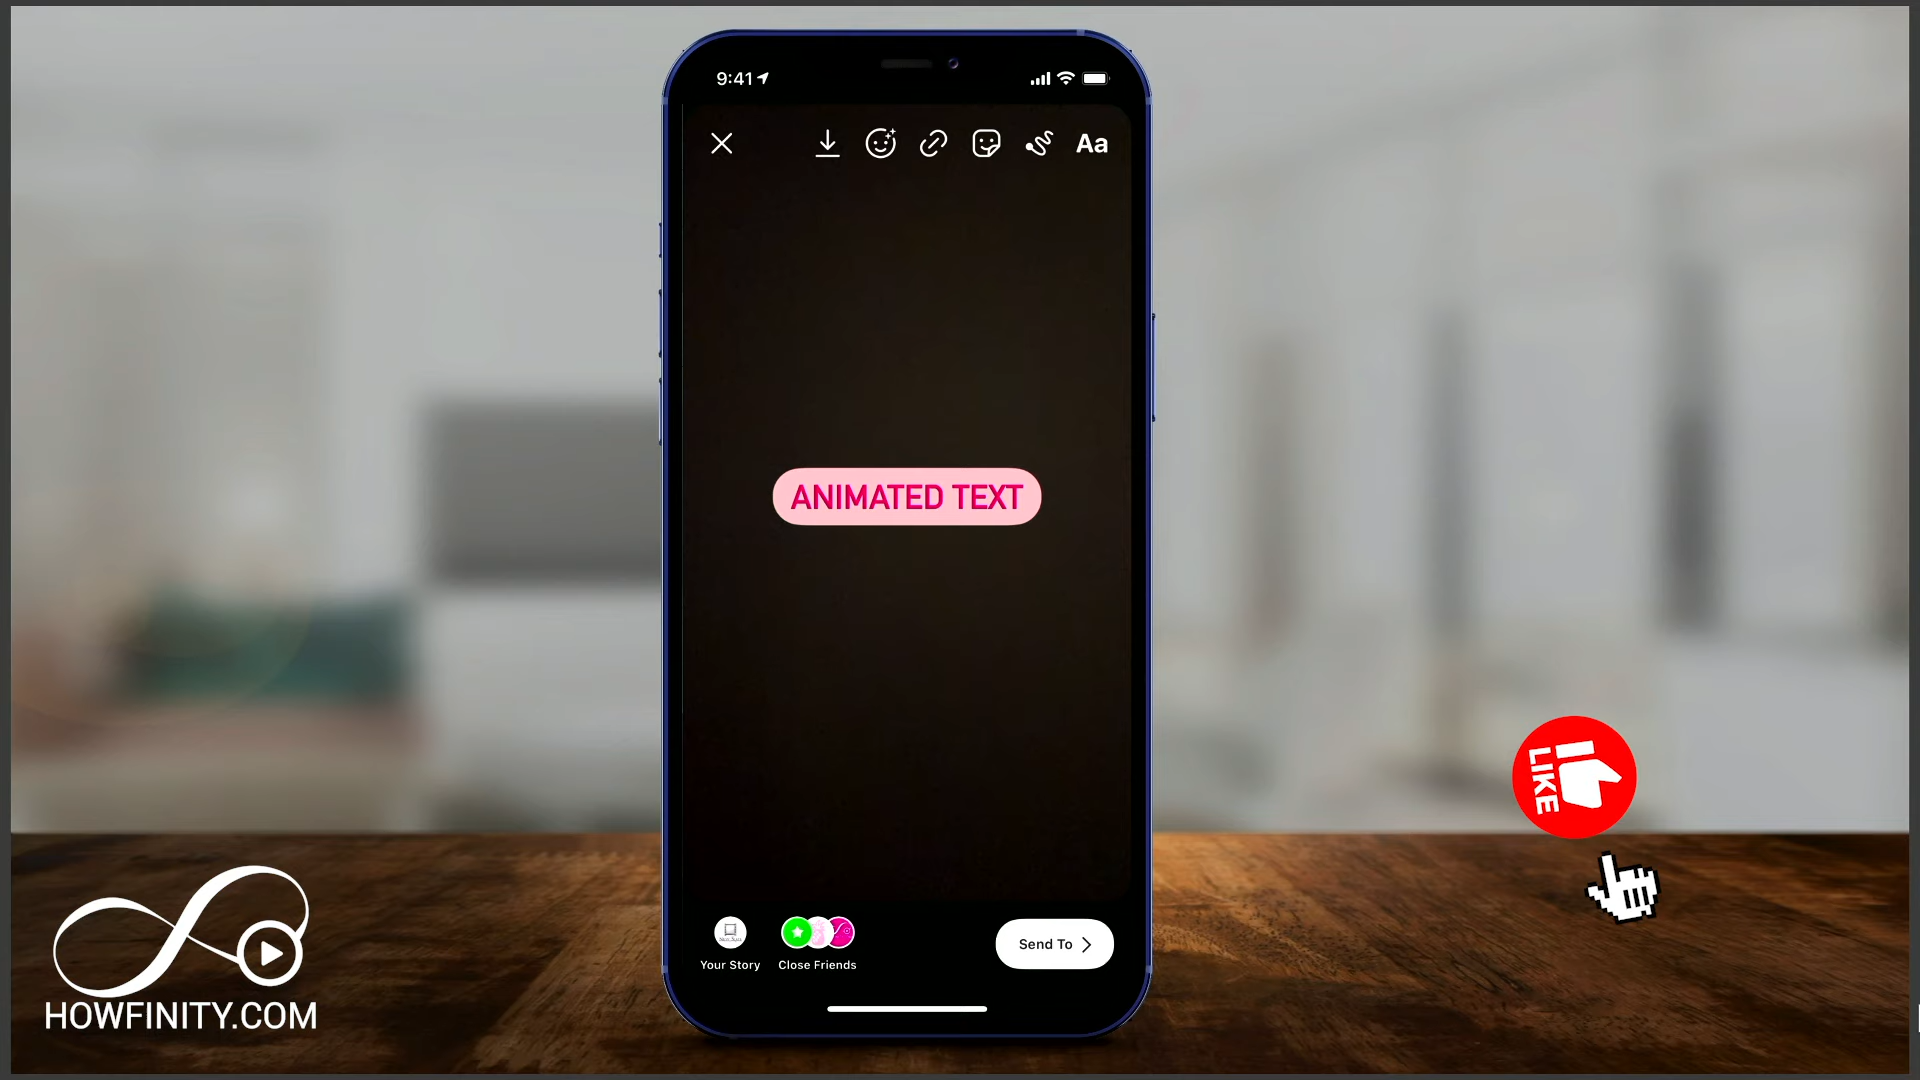 9:41
Aa
ANIMATED TEXT
LIKE
Your Story
Close Friends
Send To
HOWFINITY.COM